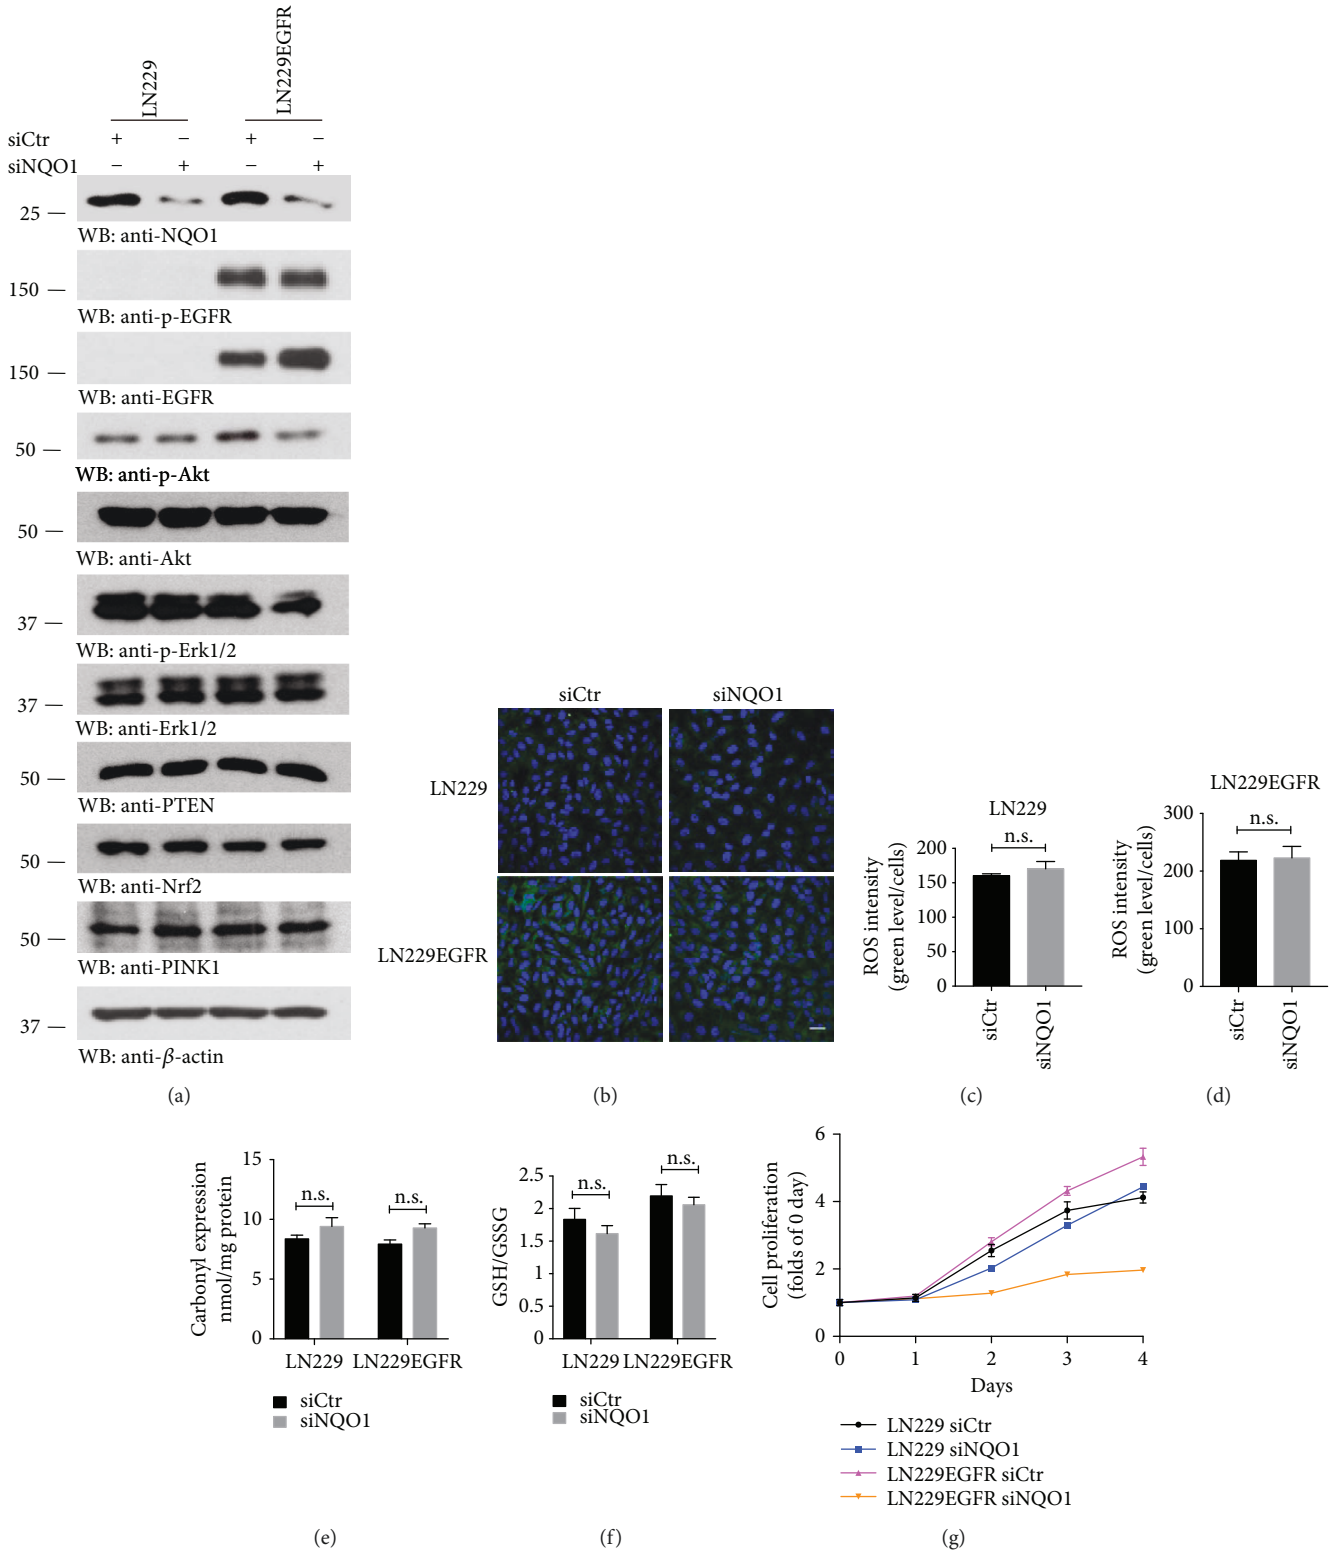 LN229
LN229EGFR
siCtr + − + −
siNQO1 − + − +
25
WB: anti-NQO1
150
WB: anti-p-EGFR
150
WB: anti-EGFR
50
WB: anti-p-Akt
50
WB: anti-Akt
37
WB: anti-p-Erk1/2
37
WB: anti-Erk1/2
50
WB: anti-PTEN
50
WB: anti-Nrf2
50
WB: anti-PINK1
37
WB: anti-β-actin
(a)
siCtr siNQO1
LN229
LN229EGFR
(b)
LN229
n.s.
ROS intensity
(green level/cells)
200
150
100
50
0
siCtr
siNQO1
(c)
LN229EGFR
n.s.
ROS intensity
(green level/cells)
300
200
100
0
siCtr
siNQO1
(d)
Carbonyl expression
nmol/mg protein
15
10
5
0
n.s.
n.s.
LN229 LN229EGFR
siCtr
siNQO1
(e)
GSH/GSSG
2.5
2
1.5
1
0.5
0
n.s.
n.s.
LN229 LN229EGFR
siCtr
siNQO1
(f)
Cell proliferation
(folds of 0 day)
6
4
2
0
0 1 2 3 4
Days
LN229 siCtr
LN229 siNQO1
LN229EGFR siCtr
LN229EGFR siNQO1
(g)